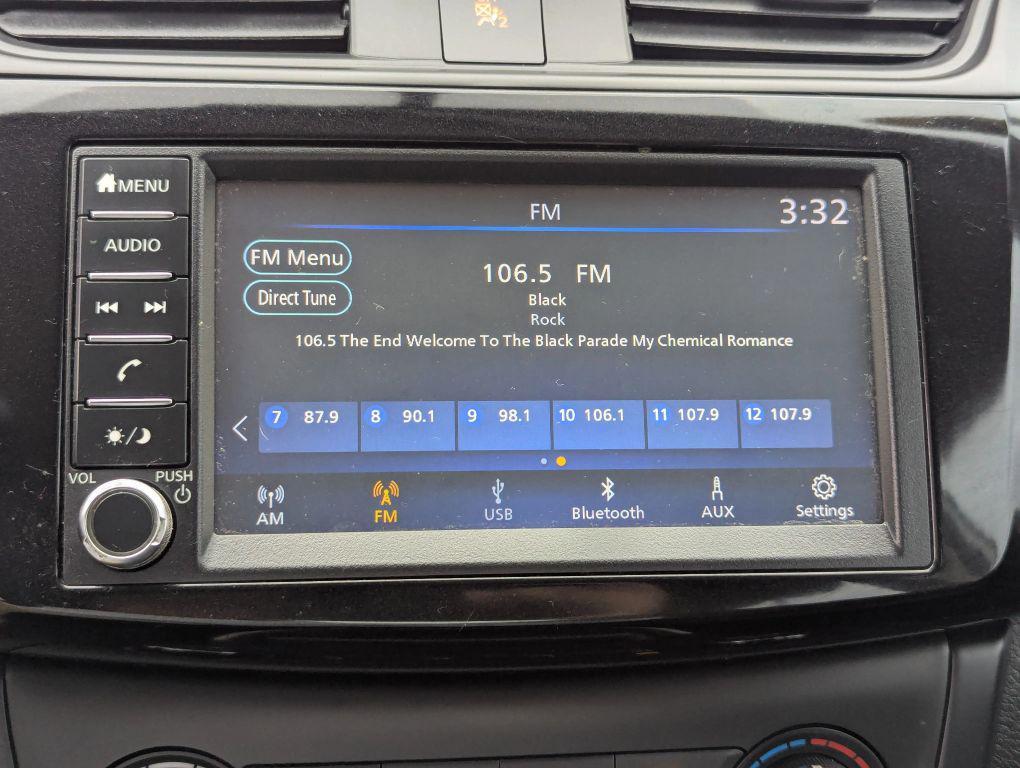 2
MENU
AUDIO
VOL
PUSH
FM
3:32
FM Menu
Direct Tune
106.5 FM
Black
Rock
106.5 The End Welcome To The Black Parade My Chemical Romance
7 87.9
8 90.1
9 98.1
10 106.1
11 107.9
12 107.9
AM
FM
USB
Bluetooth
AUX
Settings